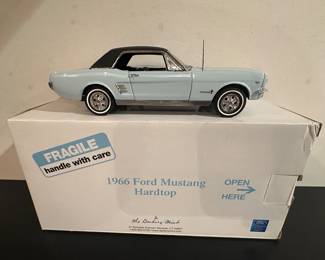 FRAGILE
handle with care
1966 Ford Mustang
Hardtop
OPEN
HERE
The Danbury Mint